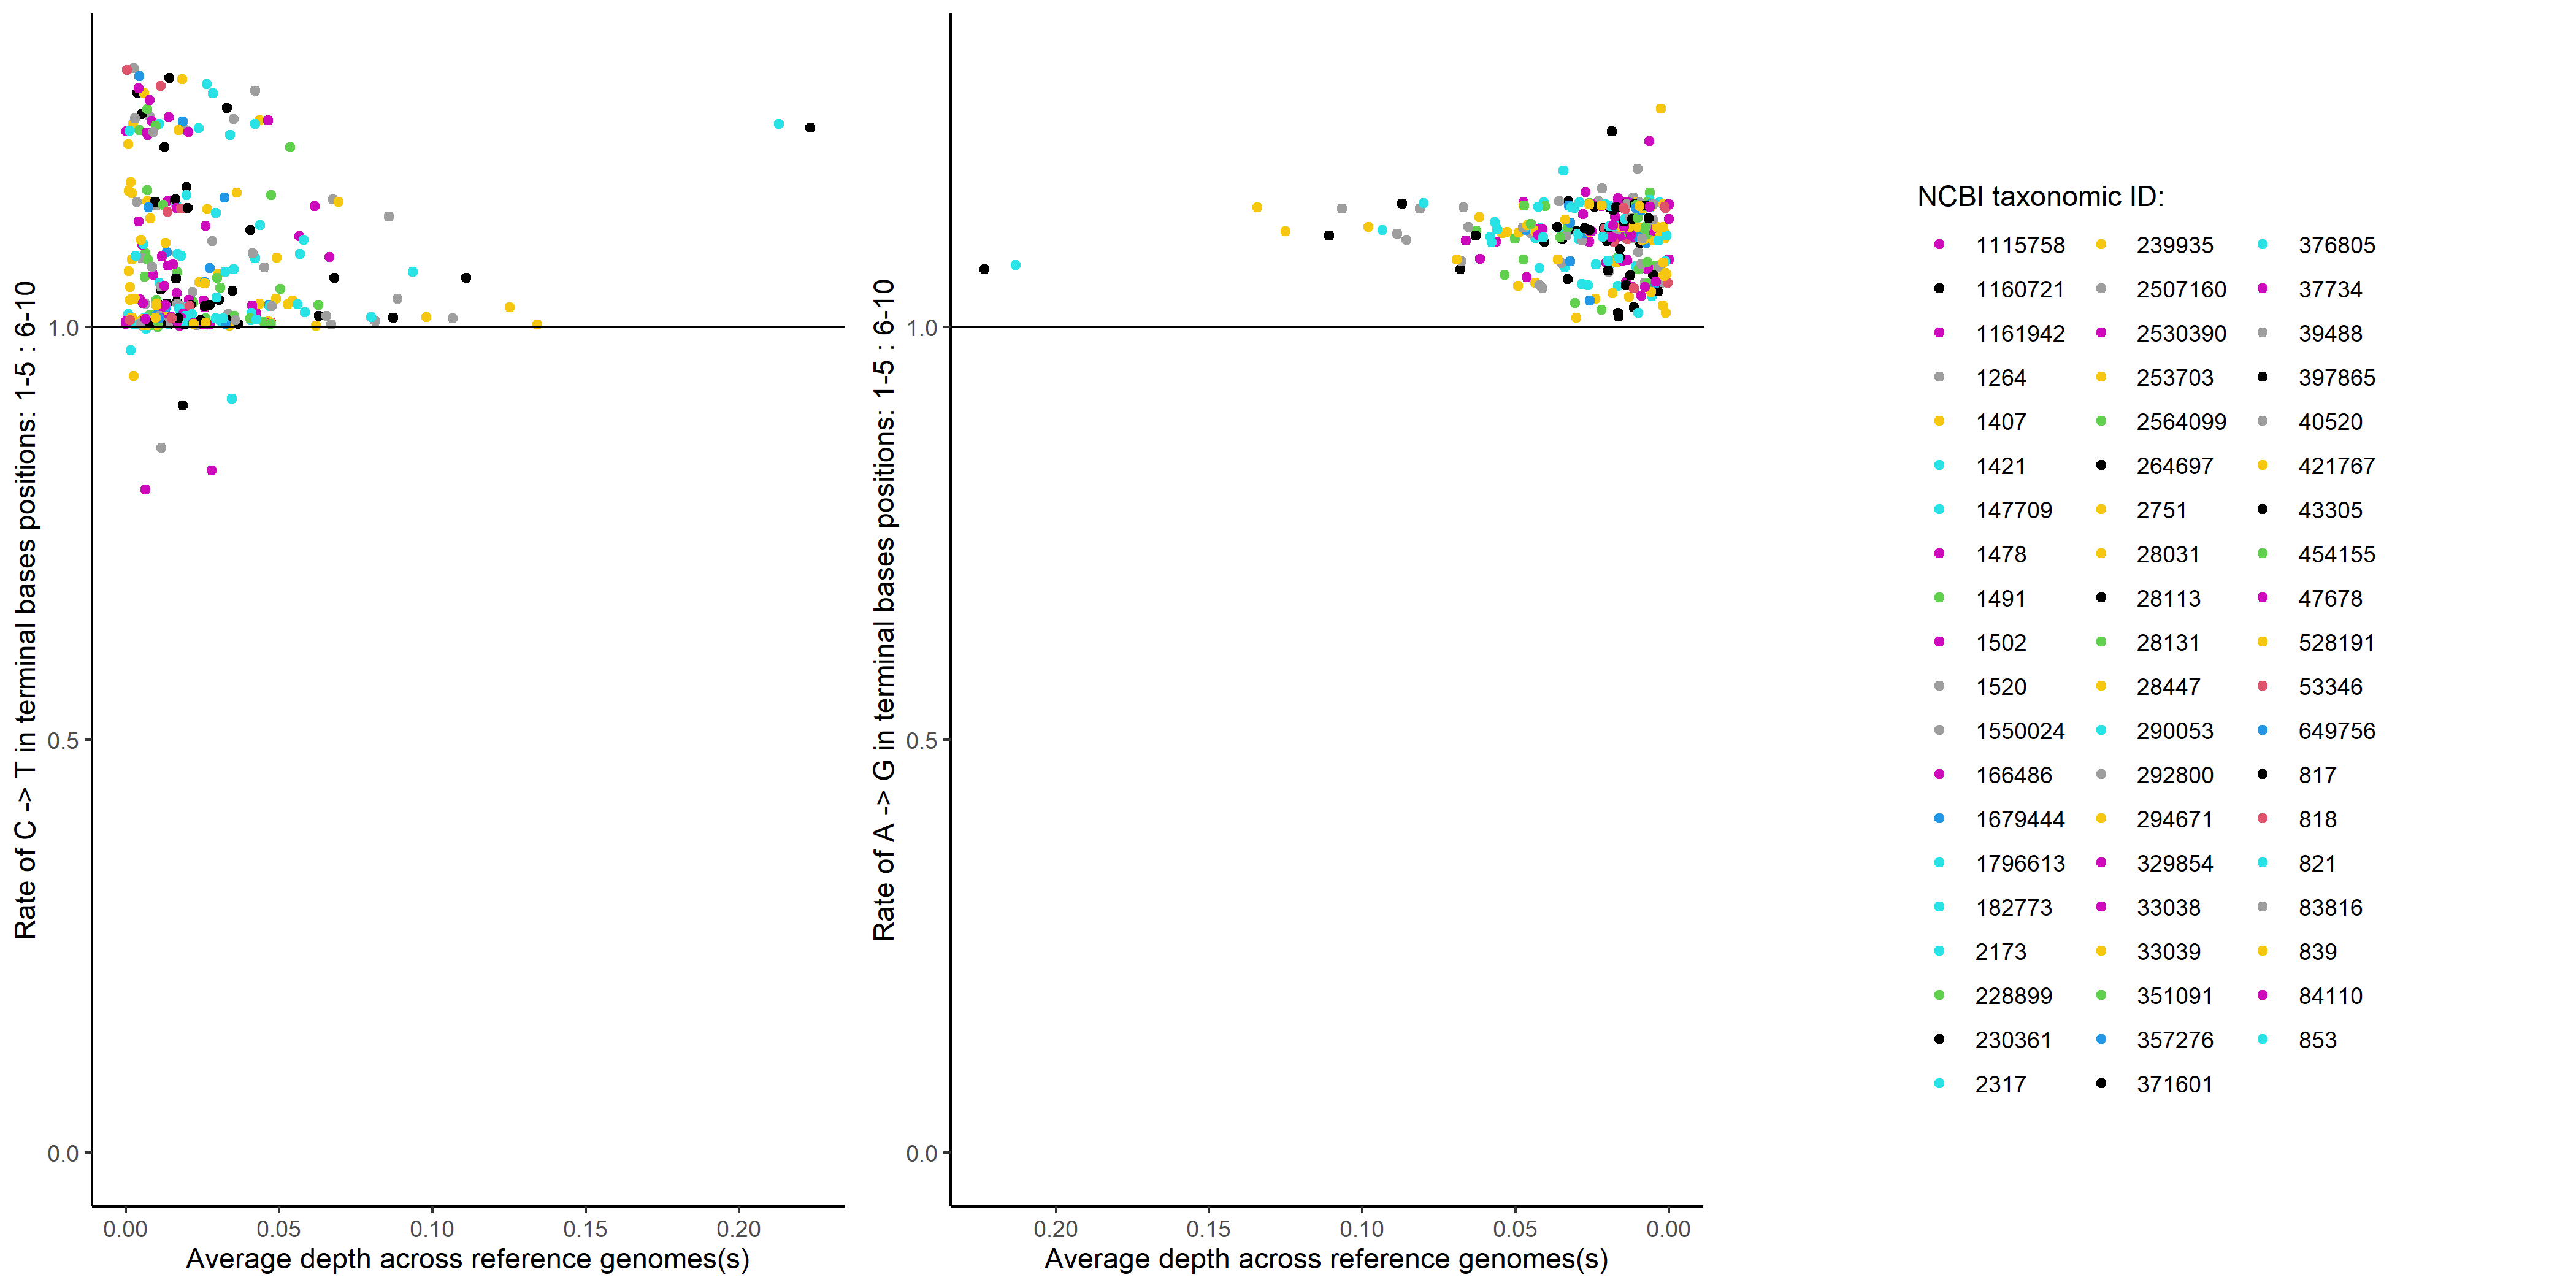 Rate of C -> T in terminal bases positions: 1-5 : 6-10
1.0
0.5
0.0
0.00 0.05 0.10 0.15 0.20
Average depth across reference genomes(s)
Rate of A -> G in terminal bases positions: 1-5 : 6-10
1.0
0.5
0.0
0.20 0.15 0.10 0.05 0.00
Average depth across reference genomes(s)
NCBI taxonomic ID:
1115758 239935 376805
1160721 2507160 37734
1161942 2530390 39488
1264 253703 397865
1407 2564099 40520
1421 264697 421767
147709 2751 43305
1478 28031 454155
1491 28113 47678
1502 28131 528191
1520 28447 53346
1550024 290053 649756
166486 292800 817
1679444 294671 818
1796613 329854 821
182773 33038 83816
2173 33039 839
228899 351091 84110
230361 357276 853
2317 371601